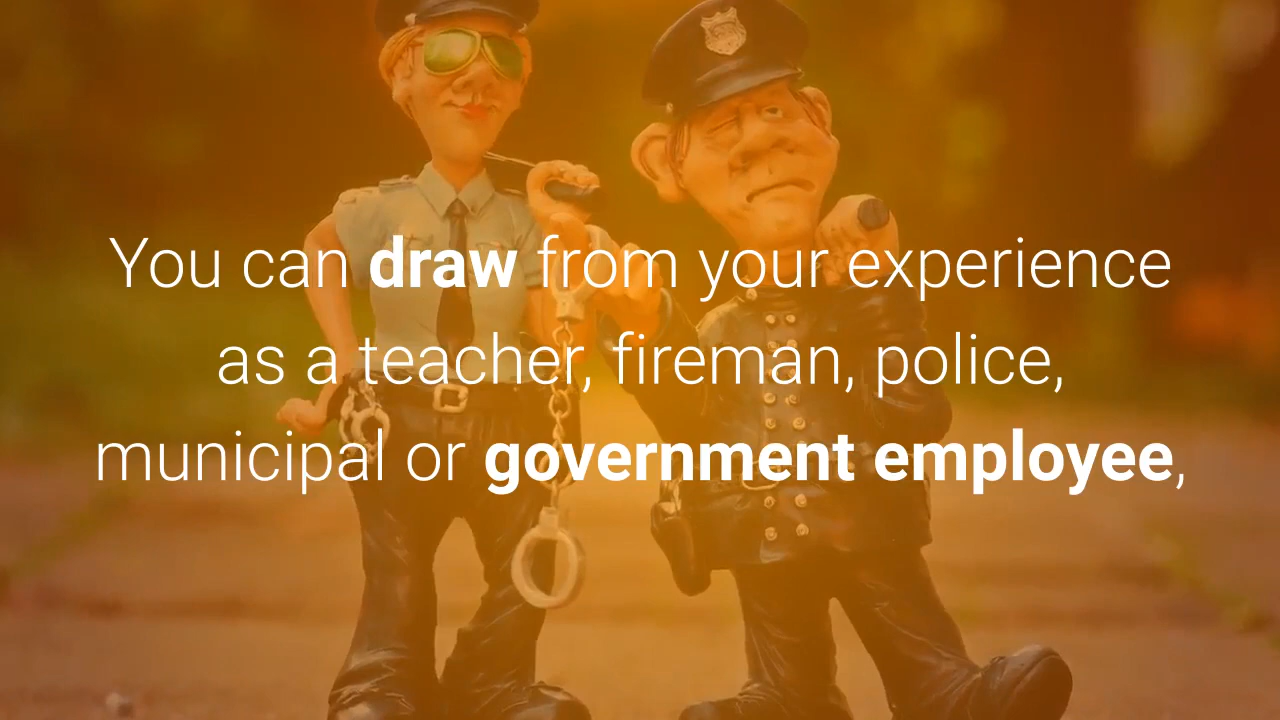 You can draw from your experience
as a teacher, fireman, police,
municipal or government employee,